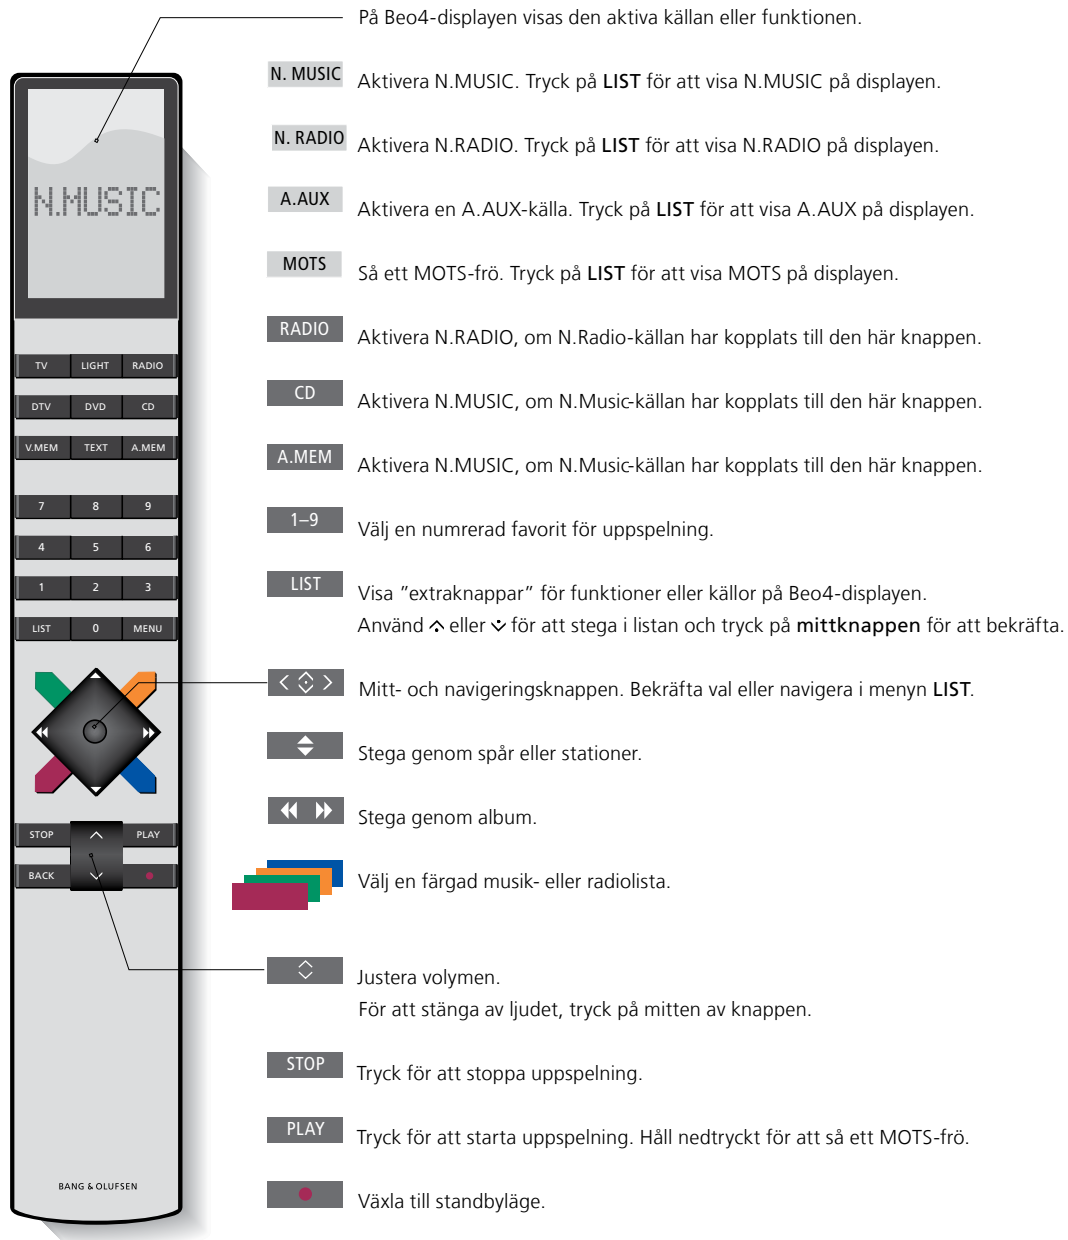 På Beo4-displayen visas den aktiva källan eller funktionen.
N. MUSIC Aktivera N.MUSIC. Tryck på LIST för att visa N.MUSIC på displayen.
N. RADIO Aktivera N.RADIO. Tryck på LIST för att visa N.RADIO på displayen.
A.AUX Aktivera en A.AUX-källa. Tryck på LIST för att visa A.AUX på displayen.
MOTS Så ett MOTS-frö. Tryck på LIST för att visa MOTS på displayen.
RADIO Aktivera N.RADIO, om N.Radio-källan har kopplats till den här knappen.
CD Aktivera N.MUSIC, om N.Music-källan har kopplats till den här knappen.
A.MEM Aktivera N.MUSIC, om N.Music-källan har kopplats till den här knappen.
1–9 Välj en numrerad favorit för uppspelning.
LIST Visa ”extraknappar” för funktioner eller källor på Beo4-displayen.
Använd eller för att stega i listan och tryck på mittknappen för att bekräfta.
Mitt- och navigeringsknappen. Bekräfta val eller navigera i menyn LIST.
Stega genom spår eller stationer.
Stega genom album.
Välj en färgad musik- eller radiolista.
Justera volymen.
För att stänga av ljudet, tryck på mitten av knappen.
STOP Tryck för att stoppa uppspelning.
PLAY Tryck för att starta uppspelning. Håll nedtryckt för att så ett MOTS-frö.
Växla till standbyläge.
N.MUSIC
TV LIGHT RADIO
DTV DVD CD
V.MEM TEXT A.MEM
7 8 9
4 5 6
1 2 3
LIST 0 MENU
STOP PLAY
BACK
BANG & OLUFSEN